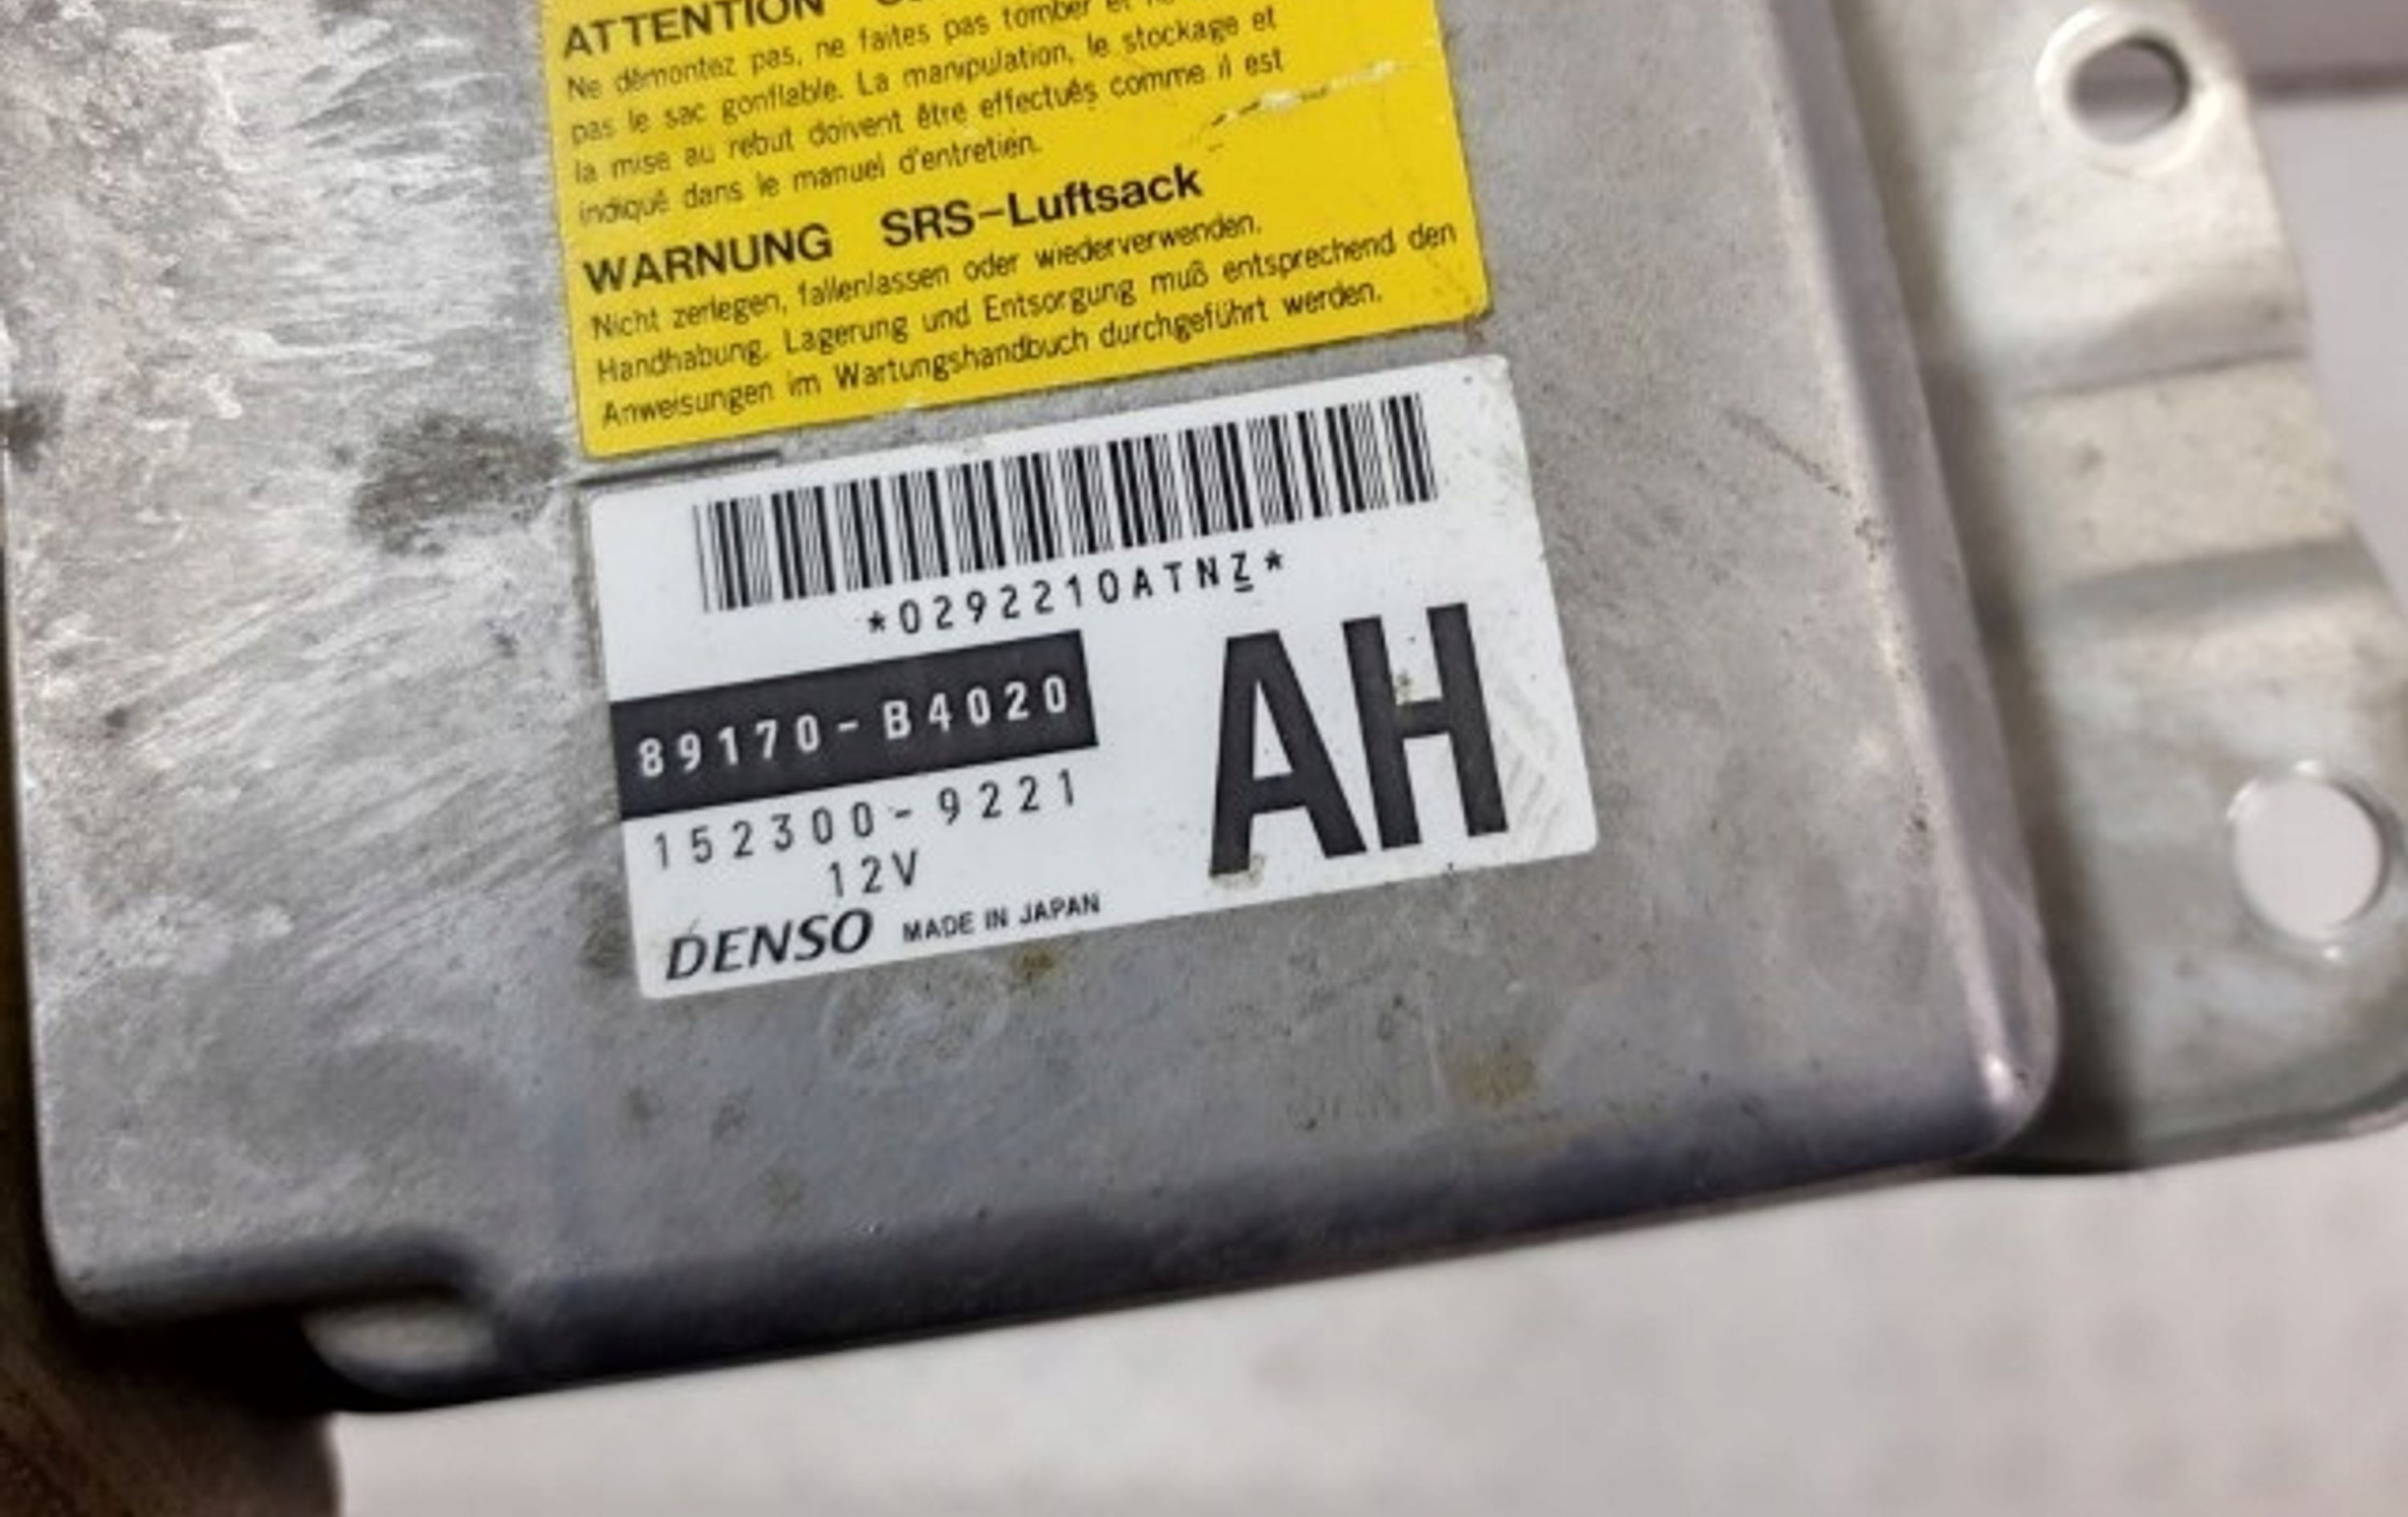 ATTENTION
Ne démontez pas, ne faites pas tomber et
pas le sac gonflable. La manipulation, le stockage et
la mise au rebut doivent être effectués comme il est
indiqué dans le manuel d'entretien.
WARNUNG SRS-Luftsack
Nicht zerlegen, fallenlassen oder wiederverwenden.
Handhabung, Lagerung und Entsorgung muß entsprechend den
Anweisungen im Wartungshandbuch durchgeführt werden.
*0292210ATNZ*
89170-B4020
AH
152300-9221
12V
DENSO MADE IN JAPAN